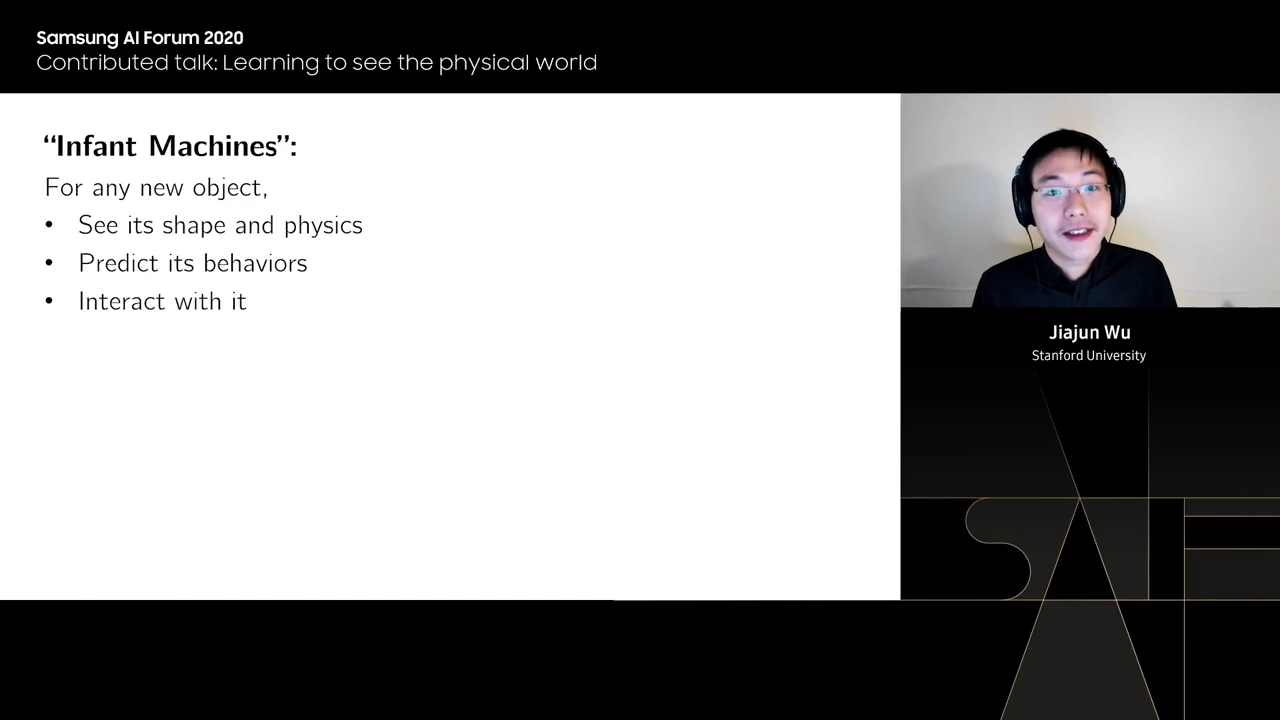 Samsung AI Forum 2020
Contributed talk: Learning to see the physical world
“Infant Machines”:
For any new object,
• See its shape and physics
• Predict its behaviors
• Interact with it
Jiajun Wu
Stanford University